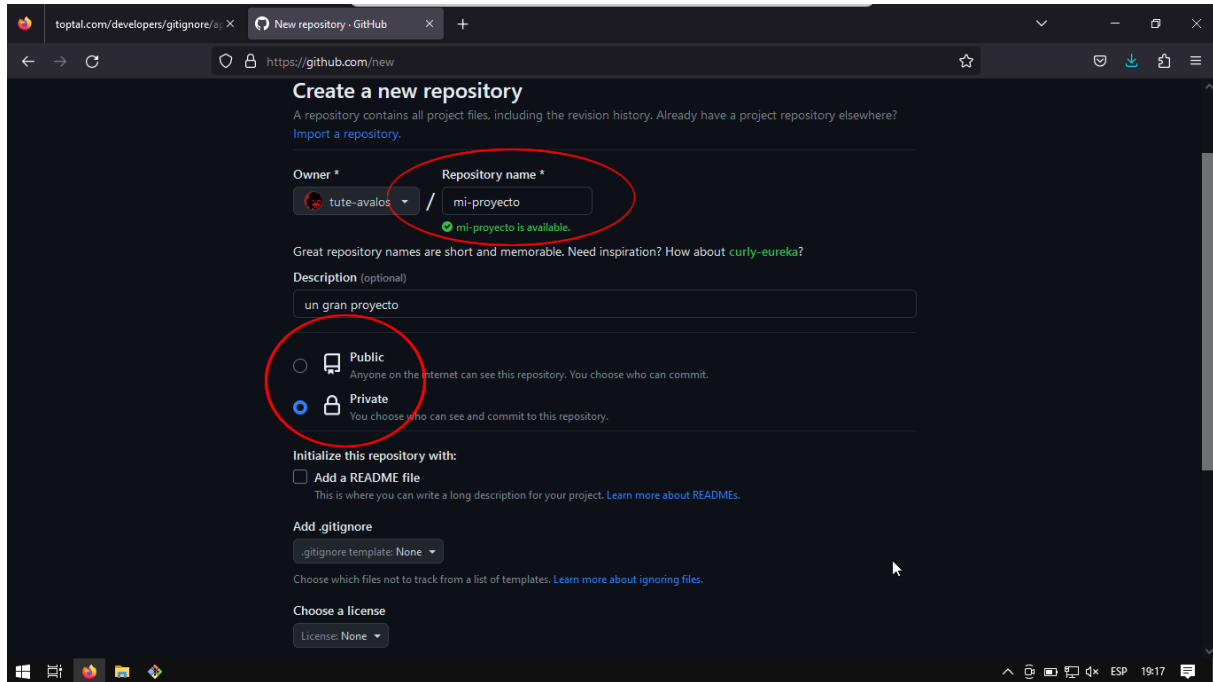 toptal.com/developers/gitignore/ap
New repository · GitHub
https://github.com/new
Create a new repository
A repository contains all project files, including the revision history. Already have a project repository elsewhere?
Import a repository.
Owner * Repository name *
tute-avalos / mi-proyecto
mi-proyecto is available.
Great repository names are short and memorable. Need inspiration? How about curly-eureka?
Description (optional)
un gran proyecto
Public
Anyone on the internet can see this repository. You choose who can commit.
Private
You choose who can see and commit to this repository.
Initialize this repository with:
Add a README file
This is where you can write a long description for your project. Learn more about READMEs.
Add .gitignore
.gitignore template: None
Choose which files not to track from a list of templates. Learn more about ignoring files.
Choose a license
License: None
ESP 19:17